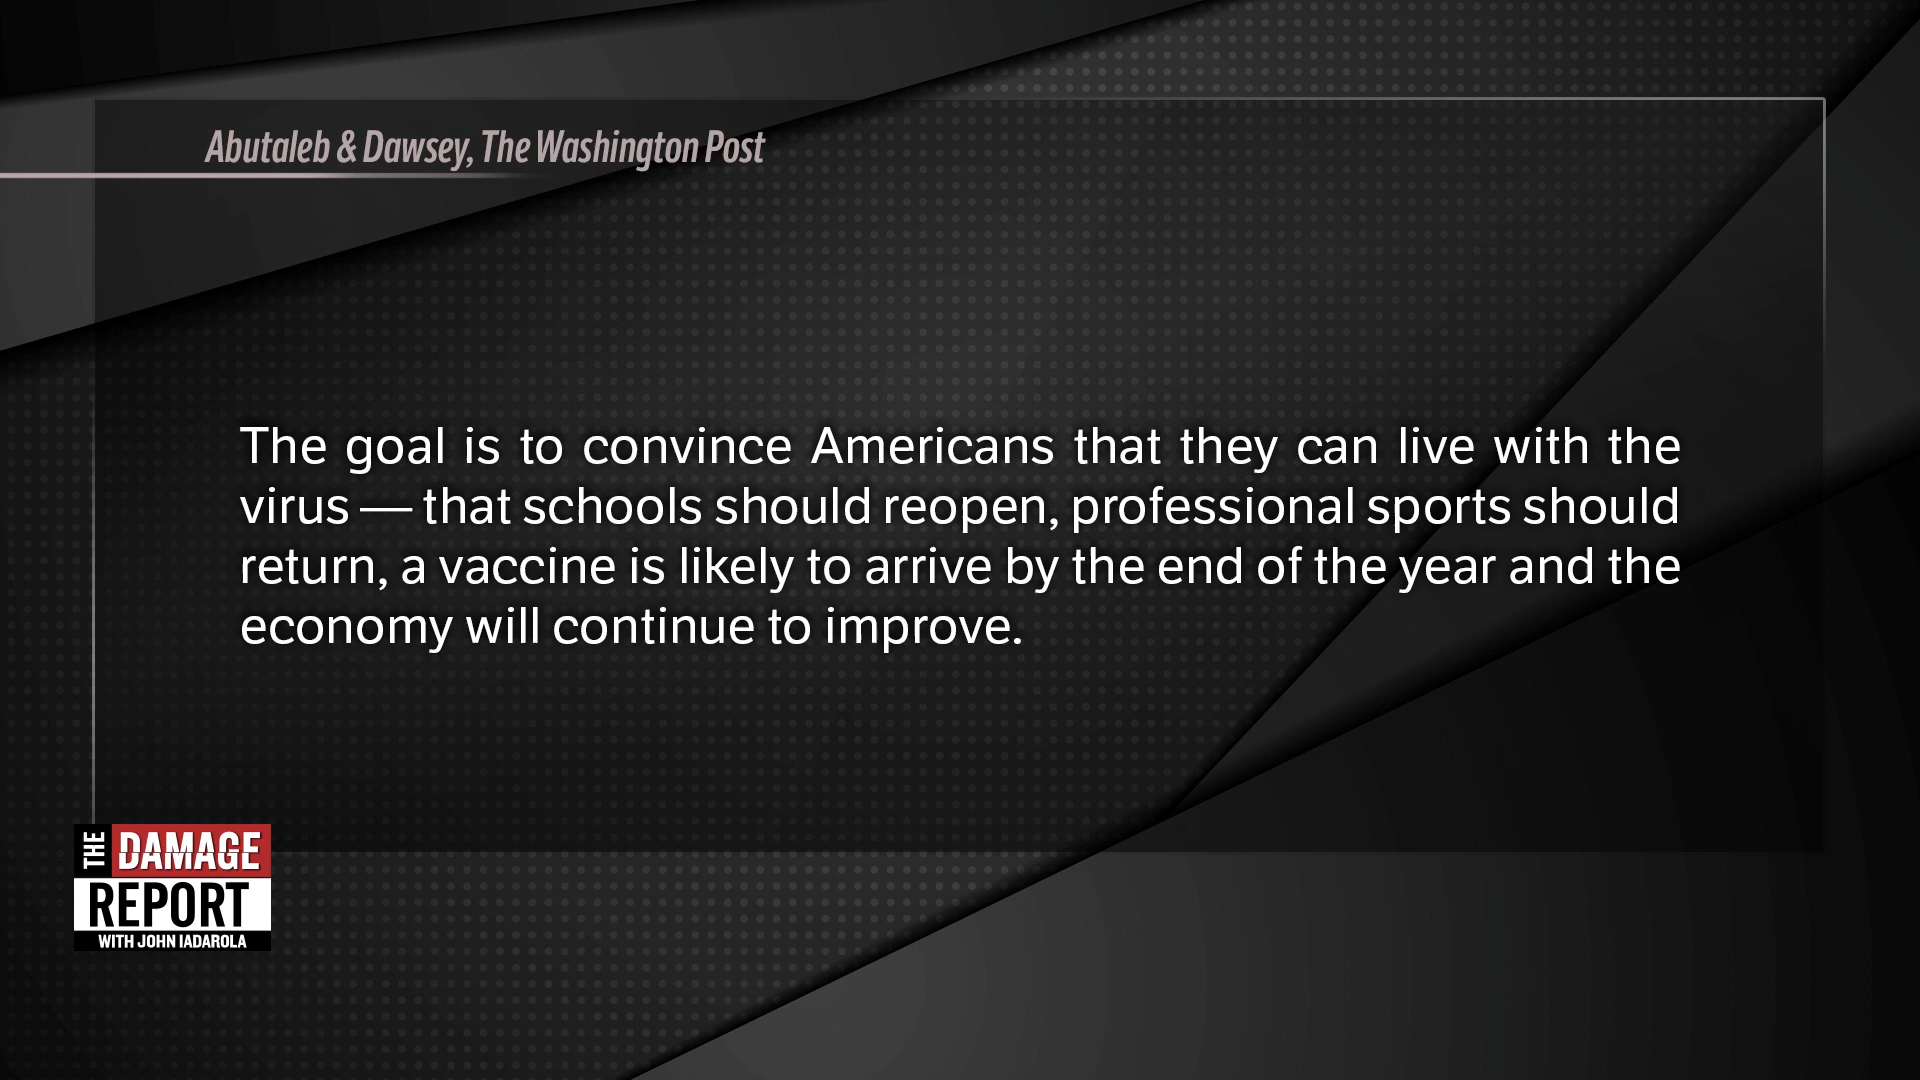 Abutaleb & Dawsey, The Washington Post
The goal is to convince Americans that they can live with the
virus — that schools should reopen, professional sports should
return, a vaccine is likely to arrive by the end of the year and the
economy will continue to improve.
THE DAMAGE
REPORT
WITH JOHN IADAROLA